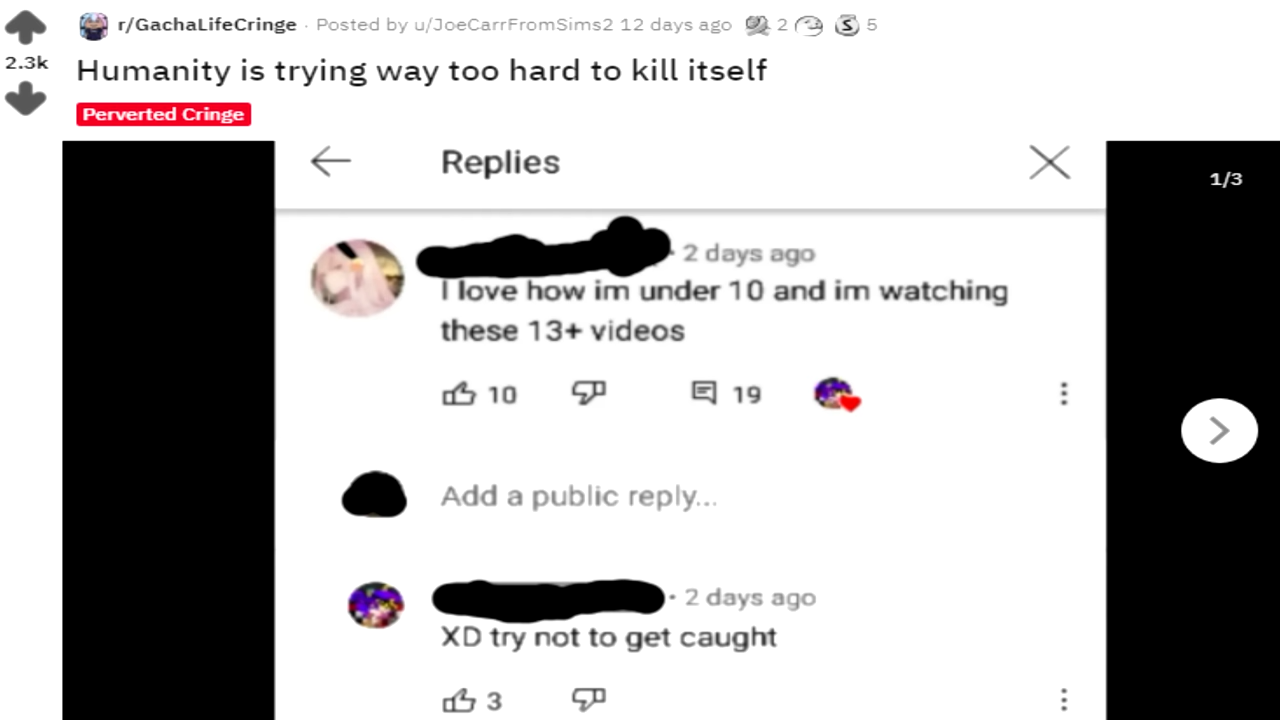 r/GachaLifeCringe · Posted by u/JoeCarrFromSims2 12 days ago 2 S 5
2.3k
Humanity is trying way too hard to kill itself
Perverted Cringe
Replies
1/3
· 2 days ago
I love how im under 10 and im watching
these 13+ videos
10 19
Add a public reply...
· 2 days ago
XD try not to get caught
3